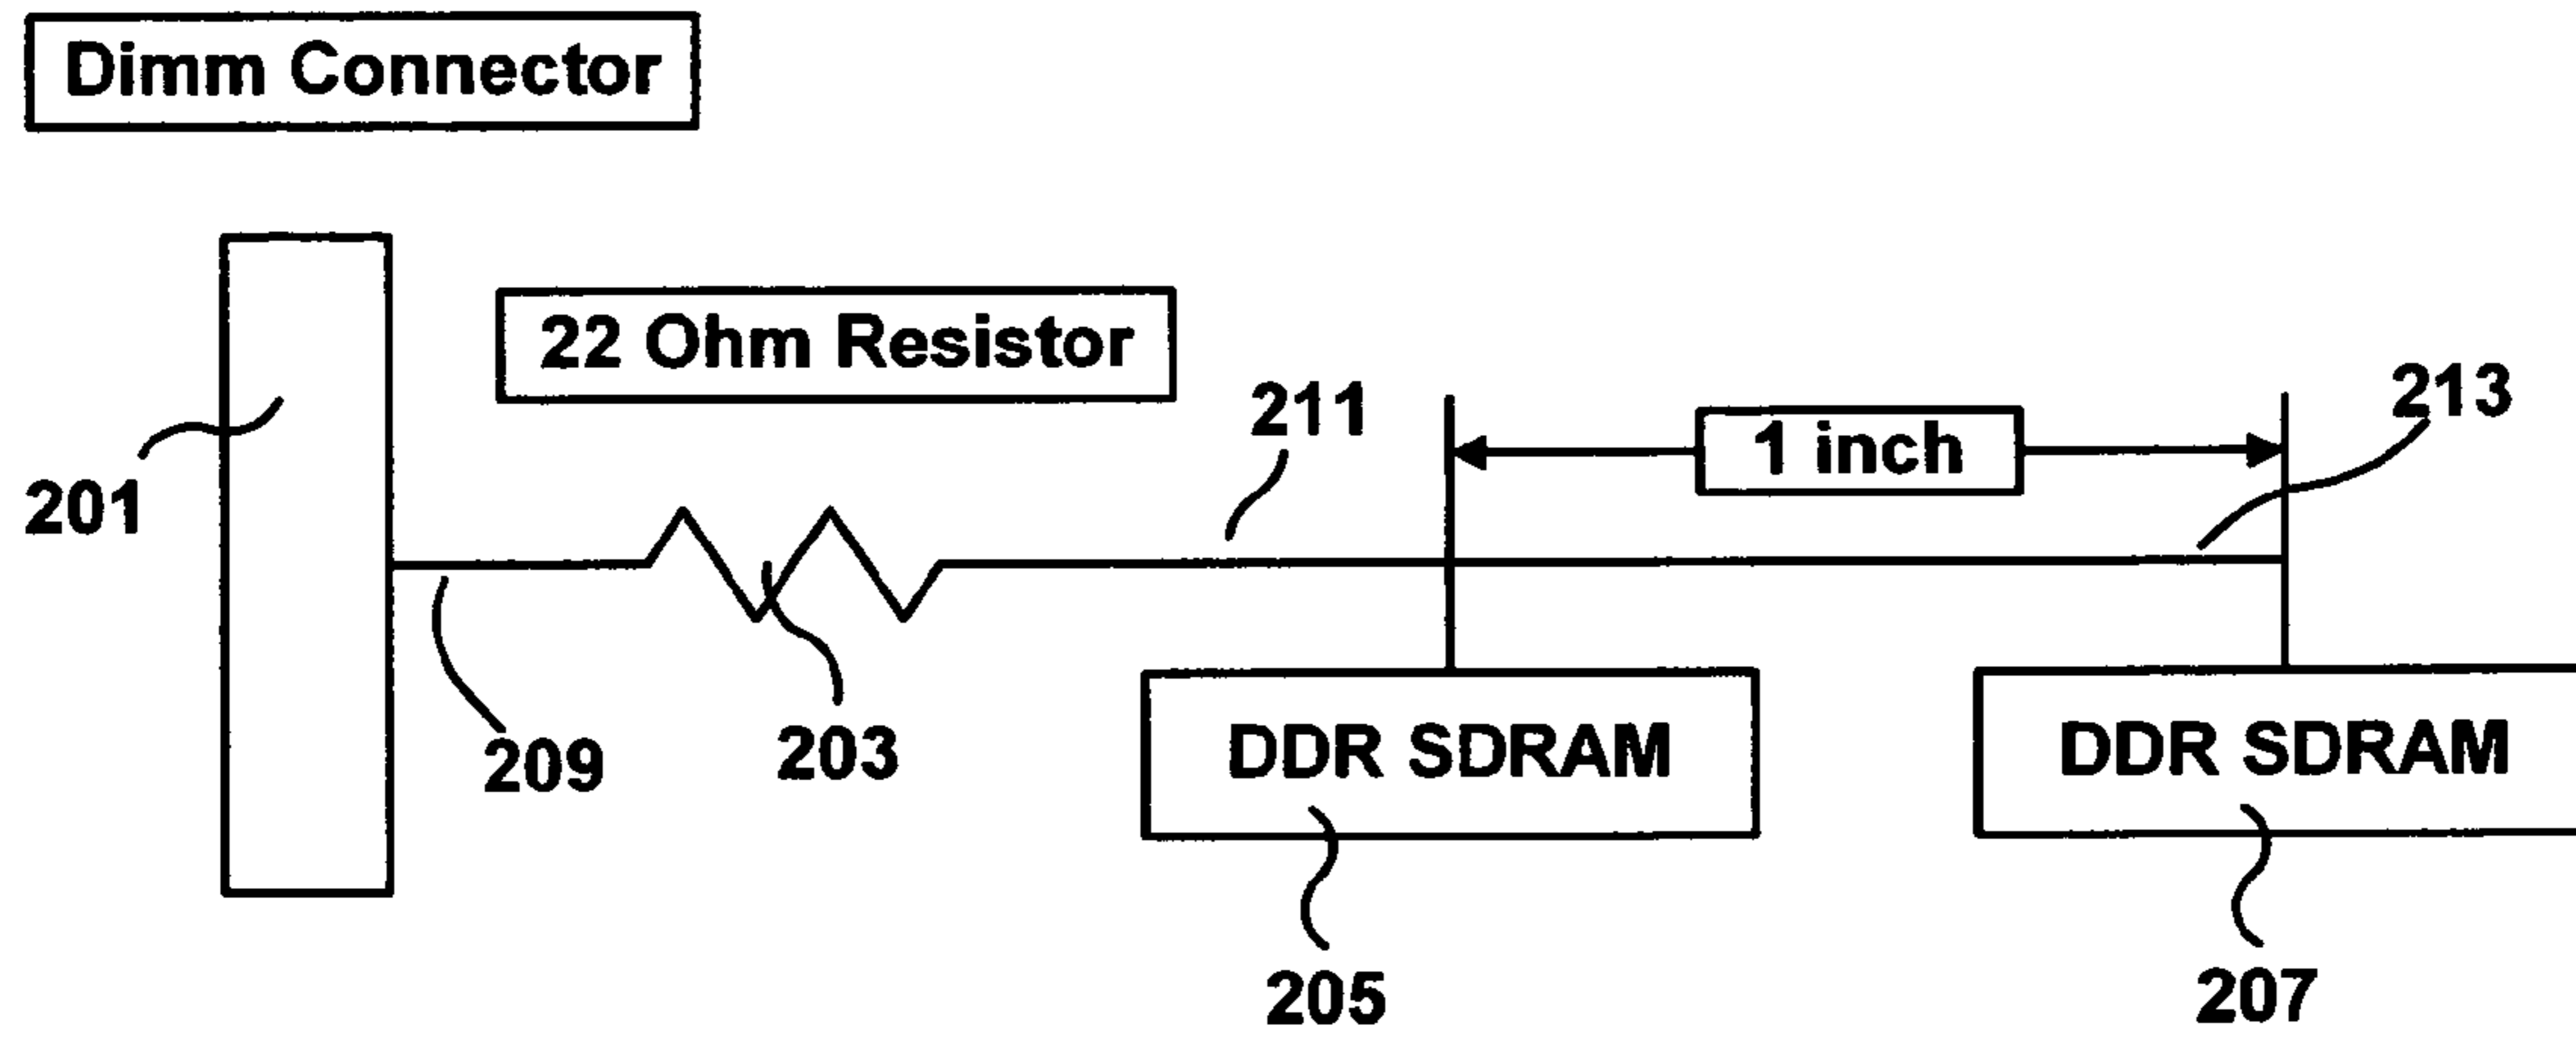 Dimm Connector
22 Ohm Resistor
211
1 inch
213
201
209
203
DDR SDRAM
DDR SDRAM
205
207